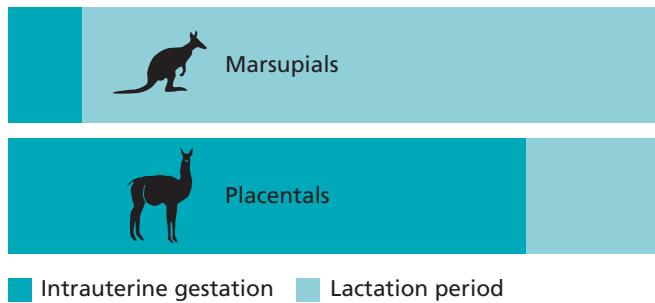 Marsupials
Placentals
Intrauterine gestation Lactation period